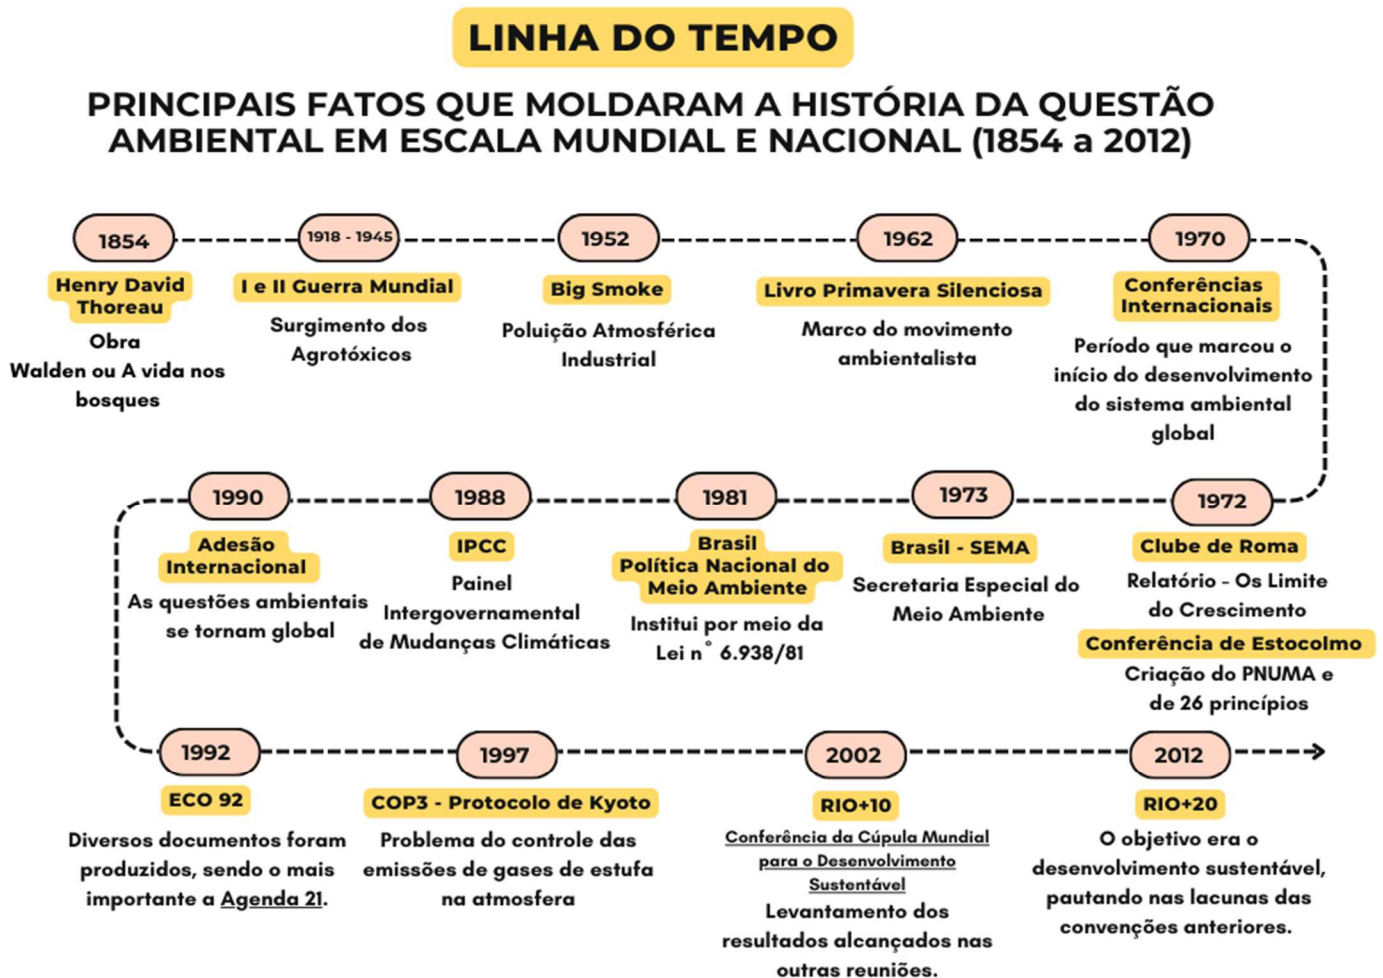 LINHA DO TEMPO
PRINCIPAIS FATOS QUE MOLDARAM A HISTÓRIA DA QUESTÃO
AMBIENTAL EM ESCALA MUNDIAL E NACIONAL (1854 a 2012)
1854
Henry David
Thoreau
Obra
Walden ou A vida nos
bosques
1918 - 1945
I e II Guerra Mundial
Surgimento dos
Agrotóxicos
1952
Big Smoke
Poluição Atmosférica
Industrial
1962
Livro Primavera Silenciosa
Marco do movimento
ambientalista
1970
Conferências
Internacionais
Período que marcou o
início do desenvolvimento
do sistema ambiental
global
1972
Clube de Roma
Relatório - Os Limite
do Crescimento
Conferência de Estocolmo
Criação do PNUMA e
de 26 princípios
1973
Brasil - SEMA
Secretaria Especial do
Meio Ambiente
1981
Brasil
Política Nacional do
Meio Ambiente
Institui por meio da
Lei n° 6.938/81
1988
IPCC
Painel
Intergovernamental
de Mudanças Climáticas
1990
Adesão
Internacional
As questões ambientais
se tornam global
1992
ECO 92
Diversos documentos foram
produzidos, sendo o mais
importante a Agenda 21.
1997
COP3 - Protocolo de Kyoto
Problema do controle das
emissões de gases de estufa
na atmosfera
2002
RIO+10
Conferência da Cúpula Mundial
para o Desenvolvimento
Sustentável
Levantamento dos
resultados alcançados nas
outras reuniões.
2012
RIO+20
O objetivo era o
desenvolvimento sustentável,
pautando nas lacunas das
convenções anteriores.